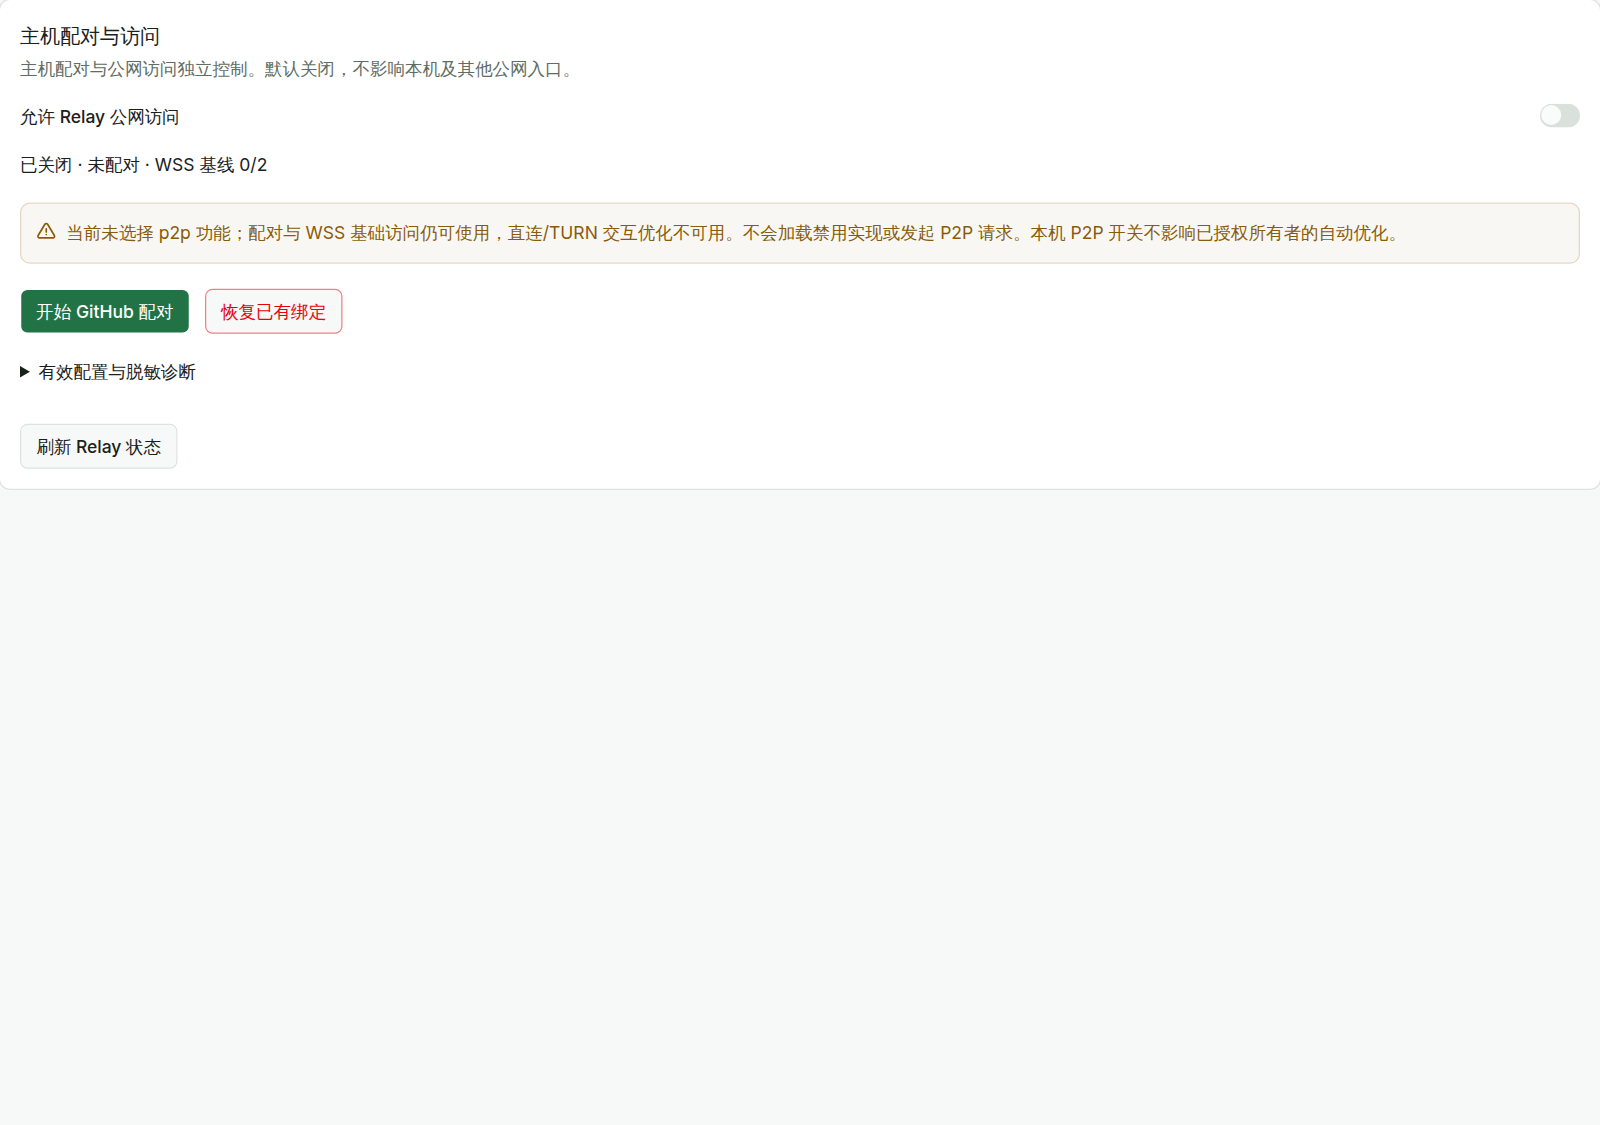 主机配对与访问
主机配对与公网访问独立控制。默认关闭，不影响本机及其他公网入口。
允许 Relay 公网访问
已关闭 · 未配对 · WSS 基线 0/2
当前未选择 p2p 功能；配对与 WSS 基础访问仍可使用，直连/TURN 交互优化不可用。不会加载禁用实现或发起 P2P 请求。本机 P2P 开关不影响已授权所有者的自动优化。
开始 GitHub 配对
恢复已有绑定
有效配置与脱敏诊断
刷新 Relay 状态